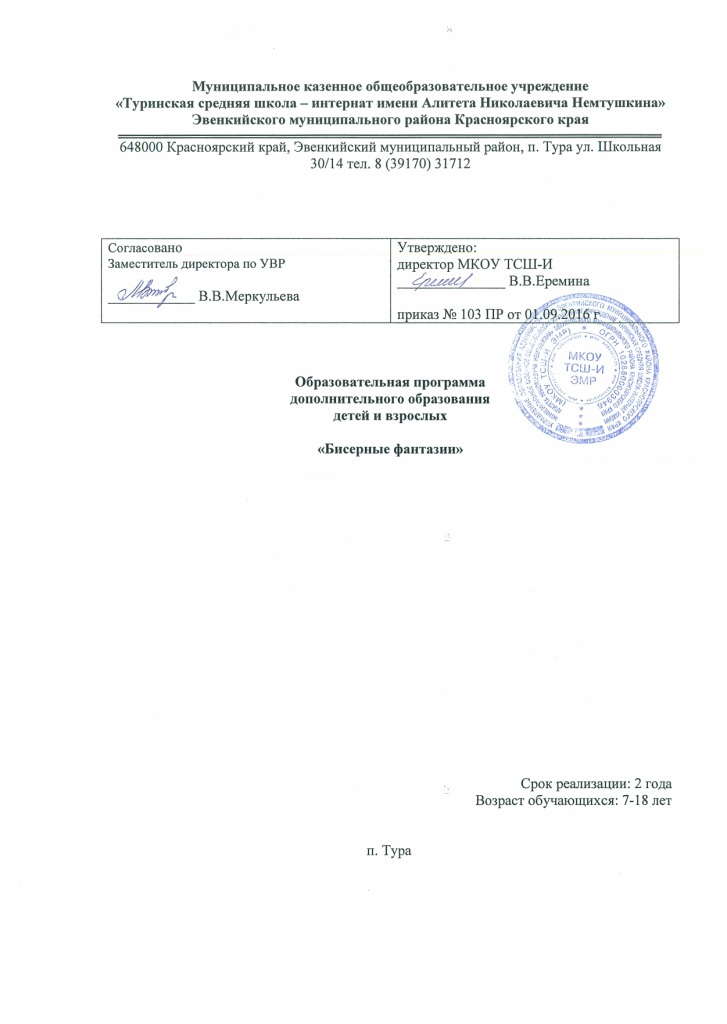 Муниципальное казенное общеобразовательное учреждение
«Туринская средняя школа – интернат имени Алитета Николаевича Немтушкина»
Эвенкийского муниципального района Красноярского края
648000 Красноярский край, Эвенкийский муниципальный район, п. Тура ул. Школьная
30/14 тел. 8 (39170) 31712
Согласовано
Заместитель директора по УВР
____________ В.В.Меркульева
Утверждено:
директор МКОУ ТСШ-И
_______________ В.В.Еремина
приказ № 103 ПР от 01.09.2016 г
МКОУ
ТСШ-И
ЭМР
Образовательная программа
дополнительного образования
детей и взрослых
«Бисерные фантазии»
Срок реализации: 2 года
Возраст обучающихся: 7-18 лет
п. Тура